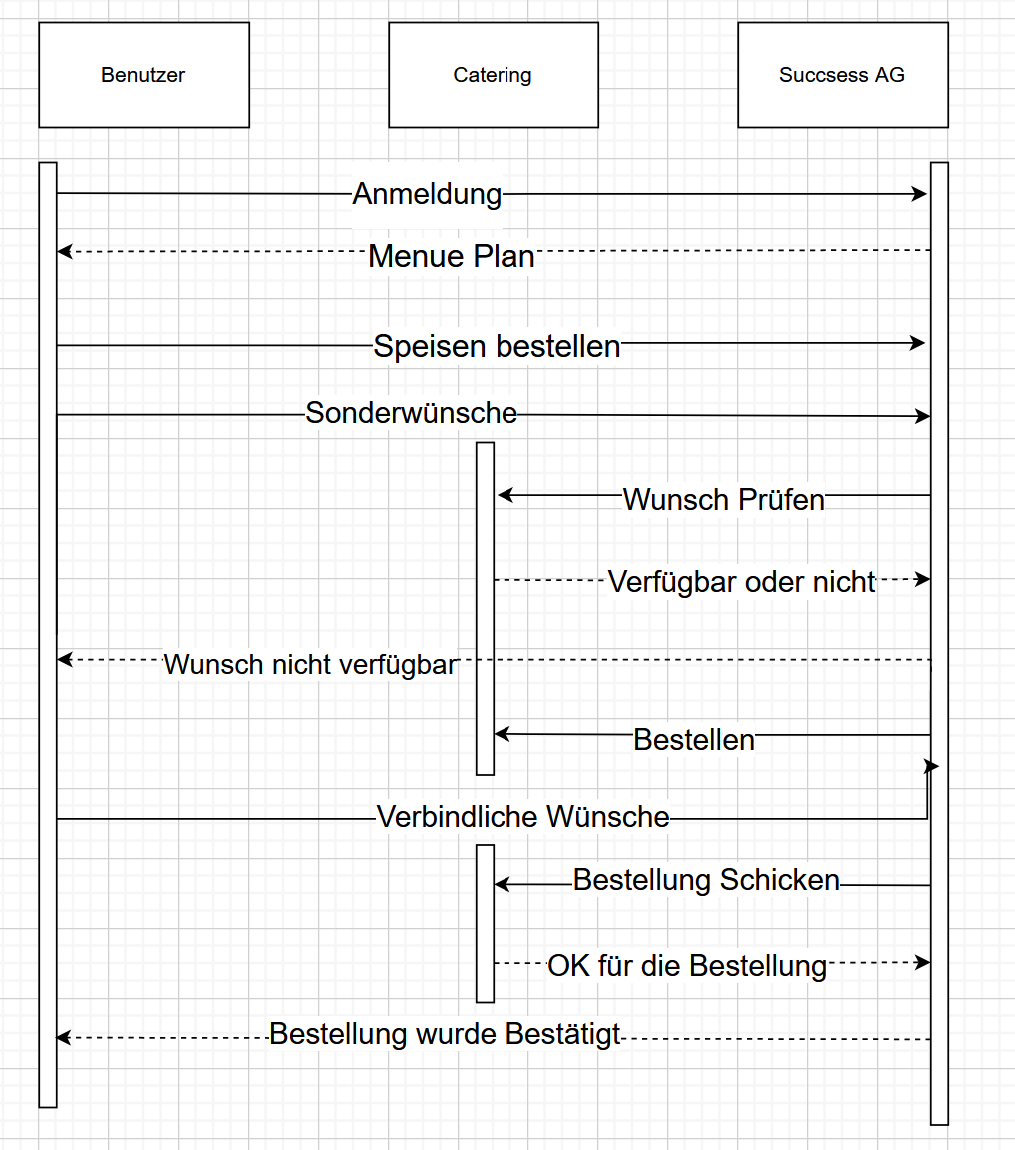 Benutzer
Catering
Succsess AG
Anmeldung
Menue Plan
Speisen bestellen
Sonderwünsche
Wunsch Prüfen
Verfügbar oder nicht
Wunsch nicht verfügbar
Bestellen
Verbindliche Wünsche
Bestellung Schicken
OK für die Bestellung
Bestellung wurde Bestätigt